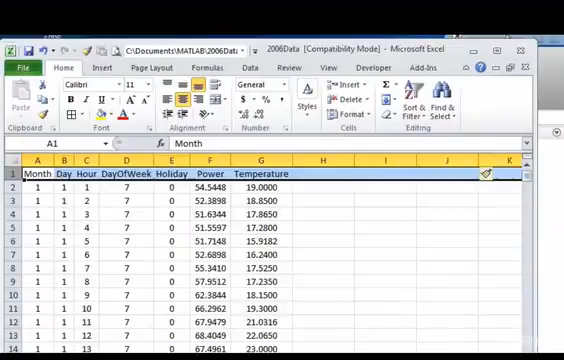 C:\Documents\MATLAB\2006Data
2006Data [Compatibility Mode] - Microsoft Excel
File Home Insert Page Layout Formulas Data Review View Developer Add-Ins
Calibri 11 General Insert Σ
Paste B I U $ % , Delete
Styles Format Sort & Filter Find & Select
Clipboard Font Alignment Number Cells Editing
A1 fx Month
A B C D E F G H I J K
1 Month Day Hour DayOfWeek Holiday Power Temperature
2 1 1 1 7 0 54.5448 19.0000
3 1 1 2 7 0 52.3898 18.8500
4 1 1 3 7 0 51.6344 17.8650
5 1 1 4 7 0 51.5597 17.2800
6 1 1 5 7 0 51.7148 15.9182
7 1 1 6 7 0 52.6898 16.2400
8 1 1 7 7 0 55.3410 17.5250
9 1 1 8 7 0 57.9512 17.2350
10 1 1 9 7 0 62.3844 18.1500
11 1 1 10 7 0 66.2962 19.3000
12 1 1 11 7 0 67.9479 21.0316
13 1 1 12 7 0 68.4049 22.0650
14 1 1 13 7 0 67.4961 23.0000